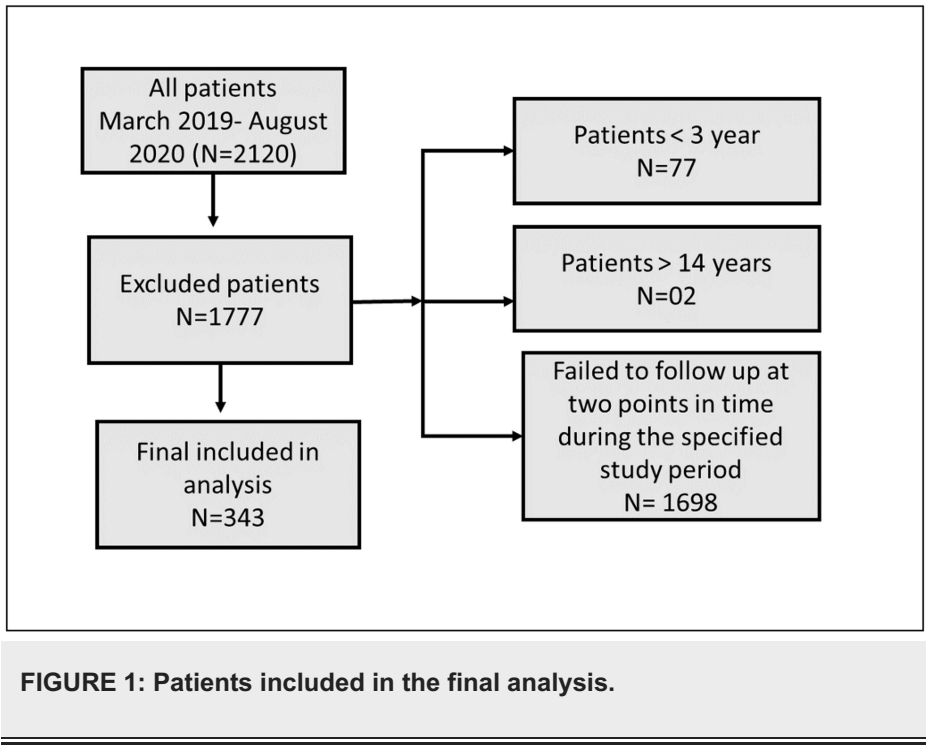 All patients
March 2019- August
2020 (N=2120)
Excluded patients
N=1777
Final included in
analysis
N=343
Patients < 3 year
N=77
Patients > 14 years
N=02
Failed to follow up at
two points in time
during the specified
study period
N= 1698
FIGURE 1: Patients included in the final analysis.